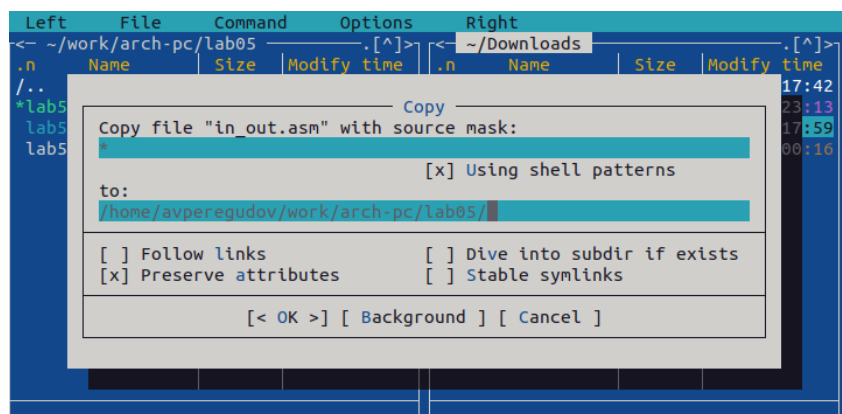 Left File Command Options Right
<─ ~/work/arch-pc/lab05 ─.[^]>
<─ ~/Downloads ─.[^]>
.n Name Size Modify time .n Name Size Modify time
/.. 17:42
*lab5 23:13
lab5 17:59
lab5 00:16
Copy
Copy file "in_out.asm" with source mask:
*
[x] Using shell patterns
to:
/home/avperegudov/work/arch-pc/lab05/
[ ] Follow links [ ] Dive into subdir if exists
[x] Preserve attributes [ ] Stable symlinks
[< OK >] [ Background ] [ Cancel ]